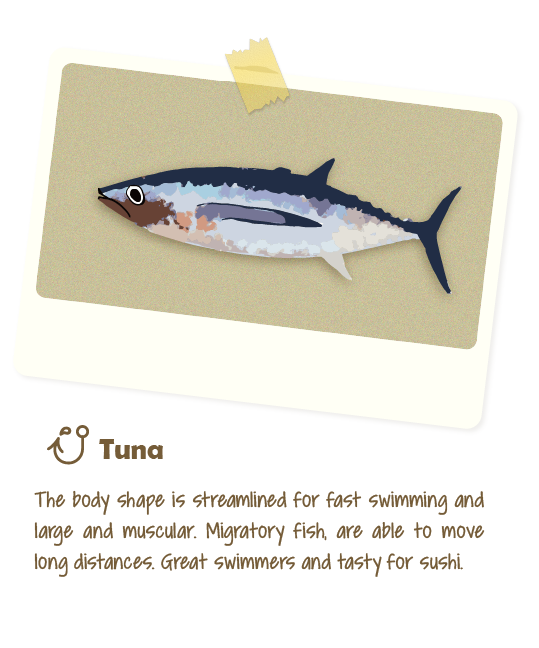 Tuna
The body shape is streamlined for fast swimming and
large and muscular. Migratory fish, are able to move
long distances. Great swimmers and tasty for sushi.